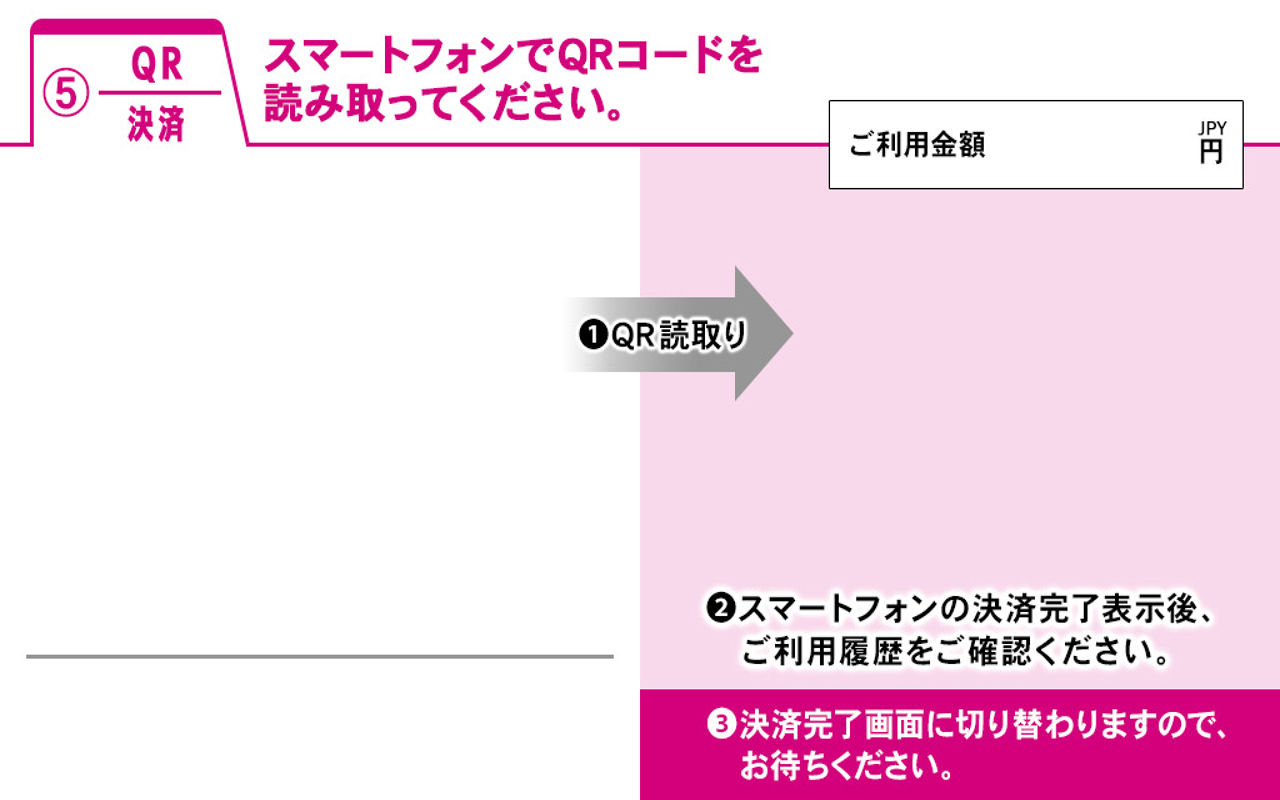 ⑤
QR
決済
スマートフォンでQRコードを
読み取ってください。
ご利用金額
JPY
円
❶QR読取り
❷スマートフォンの決済完了表示後、
ご利用履歴をご確認ください。
❸決済完了画面に切り替わりますので、
お待ちください。